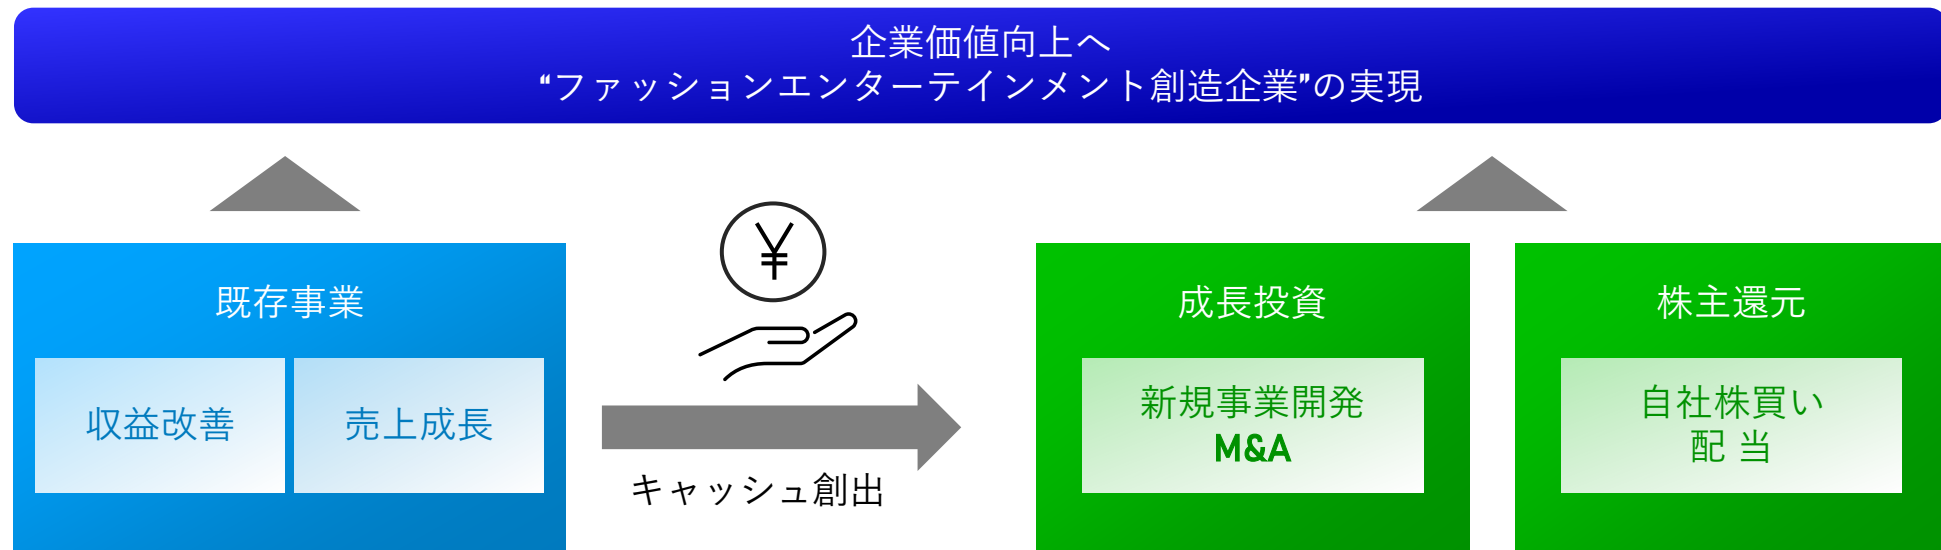 企業価値向上へ
“ファッションエンターテインメント創造企業”の実現
¥
既存事業
収益改善
売上成長
キャッシュ創出
成長投資
新規事業開発
M&A
株主還元
自社株買い
配 当